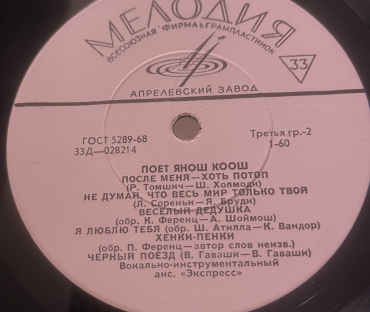 МЕЛОДИЯ
ВСЕСОЮЗНАЯ ФИРМА ГРАМПЛАСТИНОК
33
АПРЕЛЕВСКИЙ ЗАВОД
ГОСТ 5289-68
33Д—028214
Третья гр.-2
1-60
ПОЕТ ЯНОШ КООШ
ПОСЛЕ МЕНЯ—ХОТЬ ПОТОП
(Р. Томшич—Ш. Холмоди)
НЕ ДУМАЙ, ЧТО ВЕСЬ МИР ТОЛЬКО ТВОЙ
(Л. Сореньи—Я. Броди)
ВЕСЕЛЫЙ ДЕДУШКА
(обр. К. Ференц—А. Шоймош)
Я ЛЮБЛЮ ТЕБЯ (обр. Ш. Атилла—К. Вандор)
ХЕНКИ-ПЕНКИ
(обр. П. Ференц—автор слов неизв.)
ЧЕРНЫЙ ПОЕЗД (В. Гаваши—В. Гаваши)
Вокально-инструментальный
анс. «Экспресс»